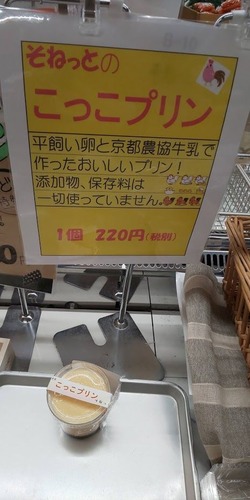 そねっとの
こっこプリン
平飼い卵と京都農協牛乳で
作ったおいしいプリン！
添加物、保存料は
一切使っていません。
1個 220円(税別)
こっこプリン